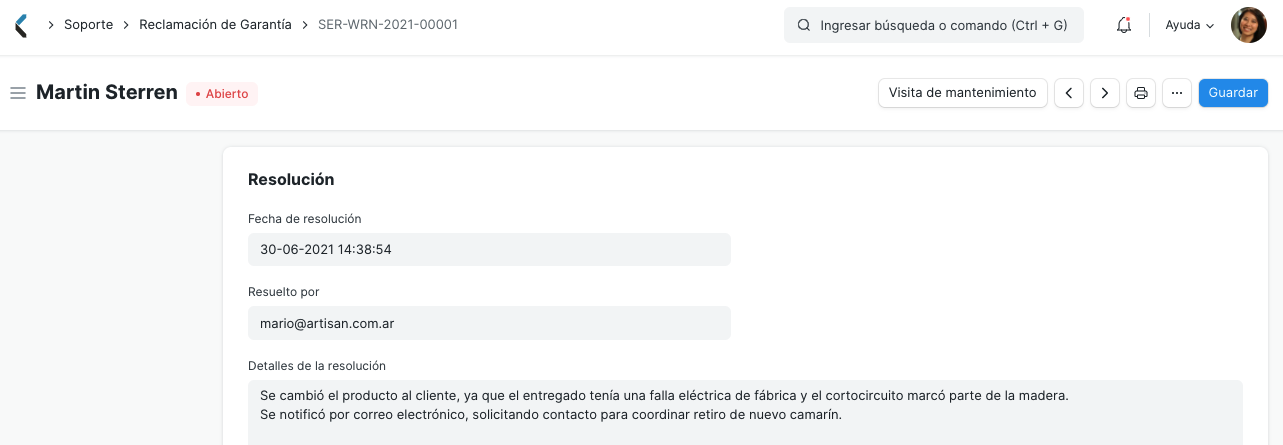 Soporte
Reclamación de Garantía
SER-WRN-2021-00001
Ingresar búsqueda o comando (Ctrl + G)
Ayuda
Martin Sterren
Abierto
Visita de mantenimiento
Guardar
Resolución
Fecha de resolución
30-06-2021 14:38:54
Resuelto por
mario@artisan.com.ar
Detalles de la resolución
Se cambió el producto al cliente, ya que el entregado tenía una falla eléctrica de fábrica y el cortocircuito marcó parte de la madera.
Se notificó por correo electrónico, solicitando contacto para coordinar retiro de nuevo camarín.